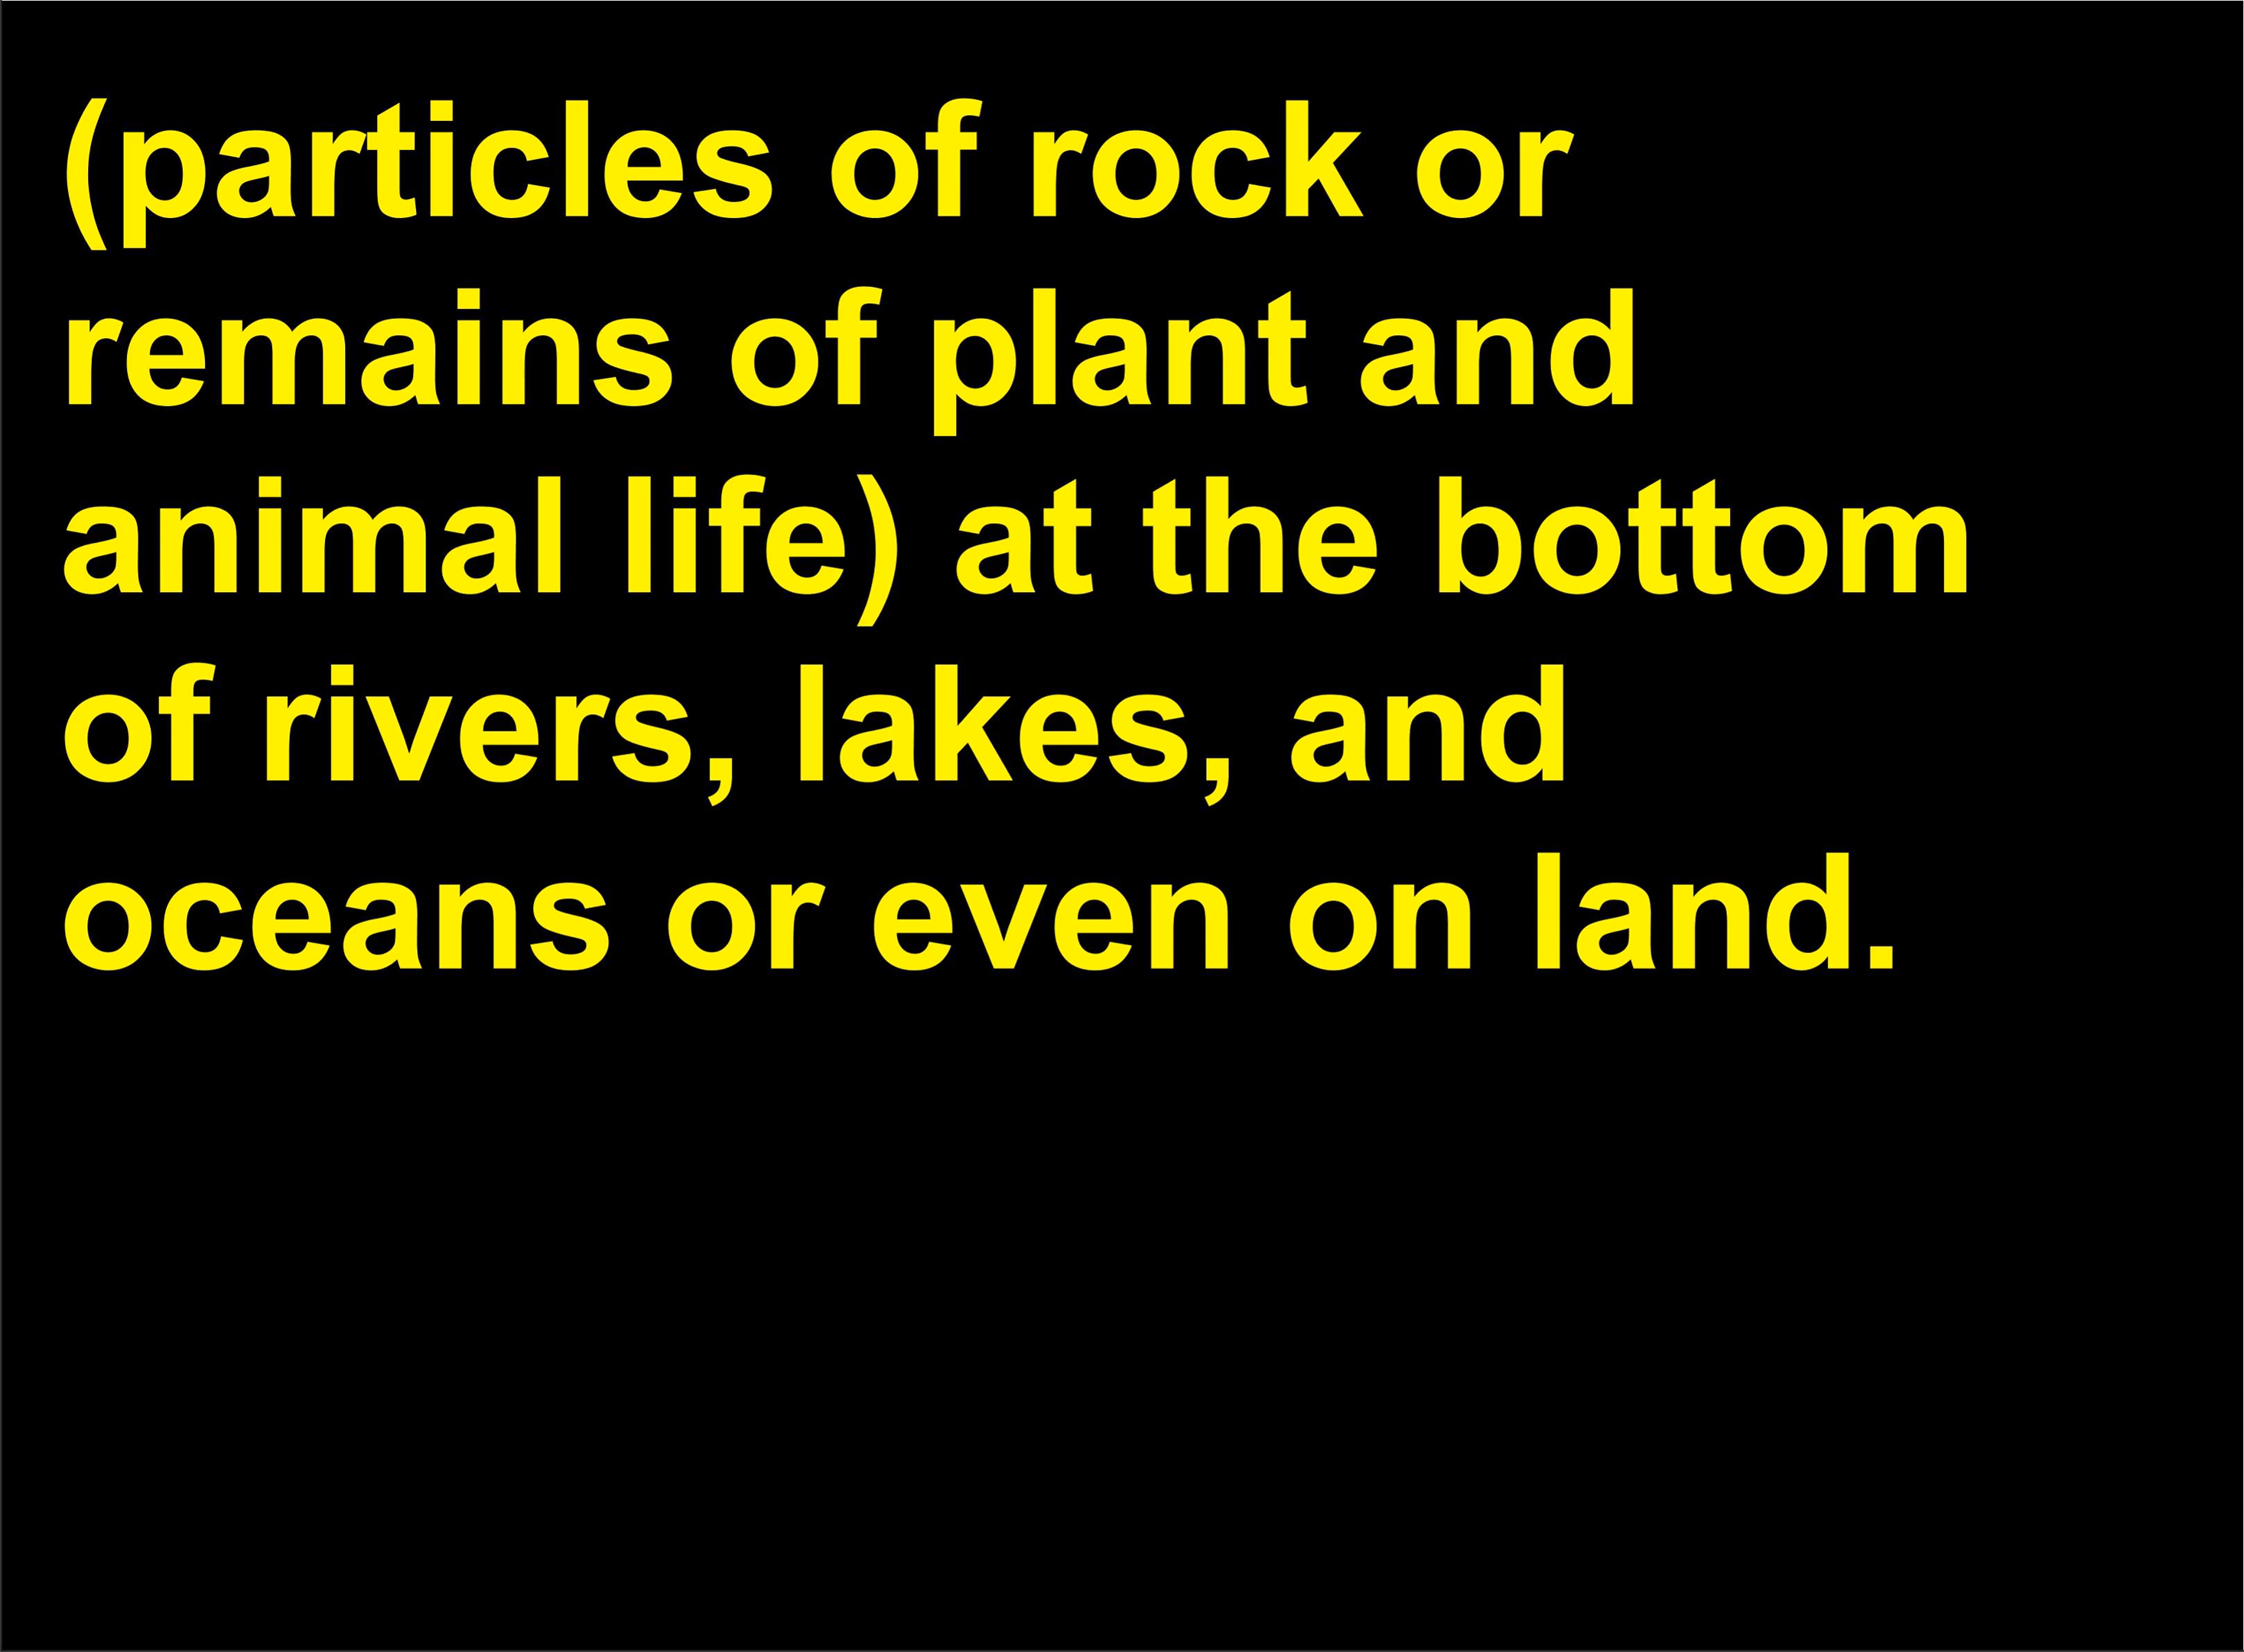 (particles of rock or
remains of plant and
animal life) at the bottom
of rivers, lakes, and
oceans or even on land.